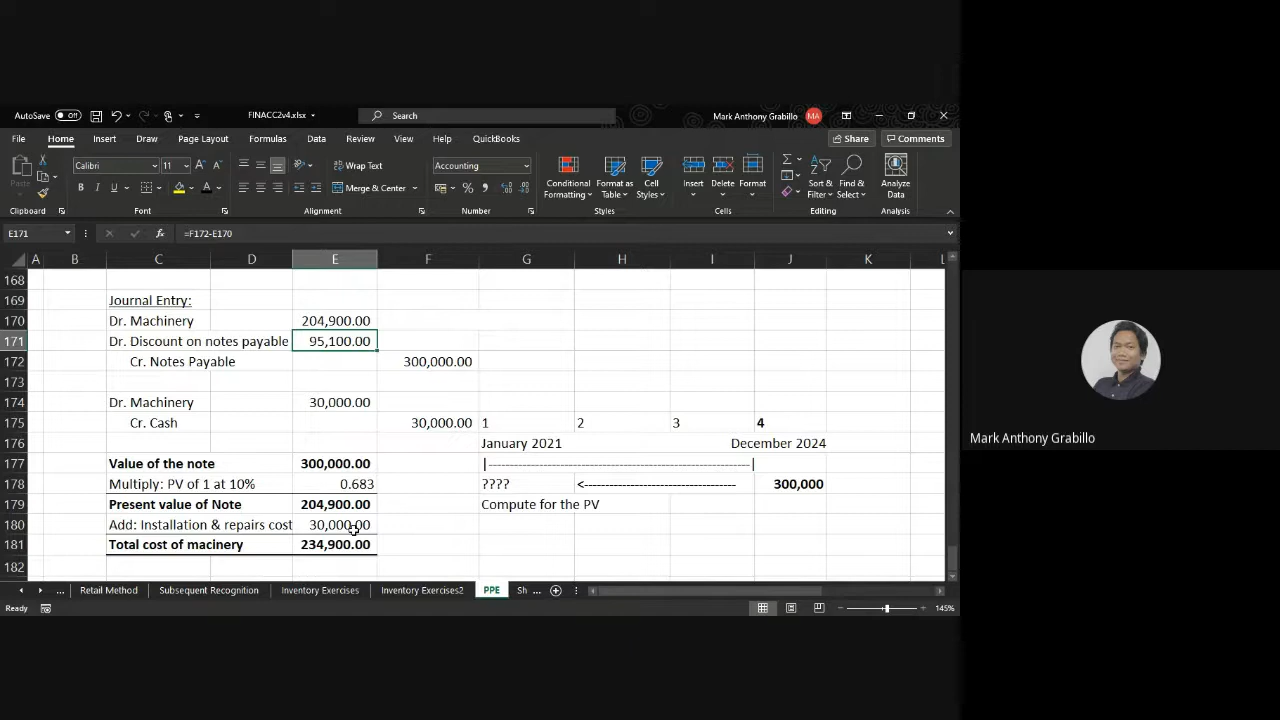 AutoSave Off FINACC2v4.xlsx Search Mark Anthony Grabillo MA
File Home Insert Draw Page Layout Formulas Data Review View Help QuickBooks Share Comments
Paste Calibri 11 Wrap Text Accounting Conditional Format as Cell Insert Delete Format Sort & Find & Analyze
B I U A Merge & Center % Formatting Table Styles Filter Select Data
Clipboard Font Alignment Number Styles Cells Editing Analysis
E171 fx =F172-E170
A B C D E F G H I J K L
168
169 Journal Entry:
170 Dr. Machinery 204,900.00
171 Dr. Discount on notes payable 95,100.00
172 Cr. Notes Payable 300,000.00
173
174 Dr. Machinery 30,000.00
175 Cr. Cash 30,000.00 1 2 3 4
176 January 2021 December 2024
177 Value of the note 300,000.00 |---------------------------------------------------------------|
178 Multiply: PV of 1 at 10% 0.683 ???? <----------------------------------- 300,000
179 Present value of Note 204,900.00 Compute for the PV
180 Add: Installation & repairs cost 30,000.00
181 Total cost of macinery 234,900.00
182
... Retail Method Subsequent Recognition Inventory Exercises Inventory Exercises2 PPE Sh ...
Ready 145%
Mark Anthony Grabillo